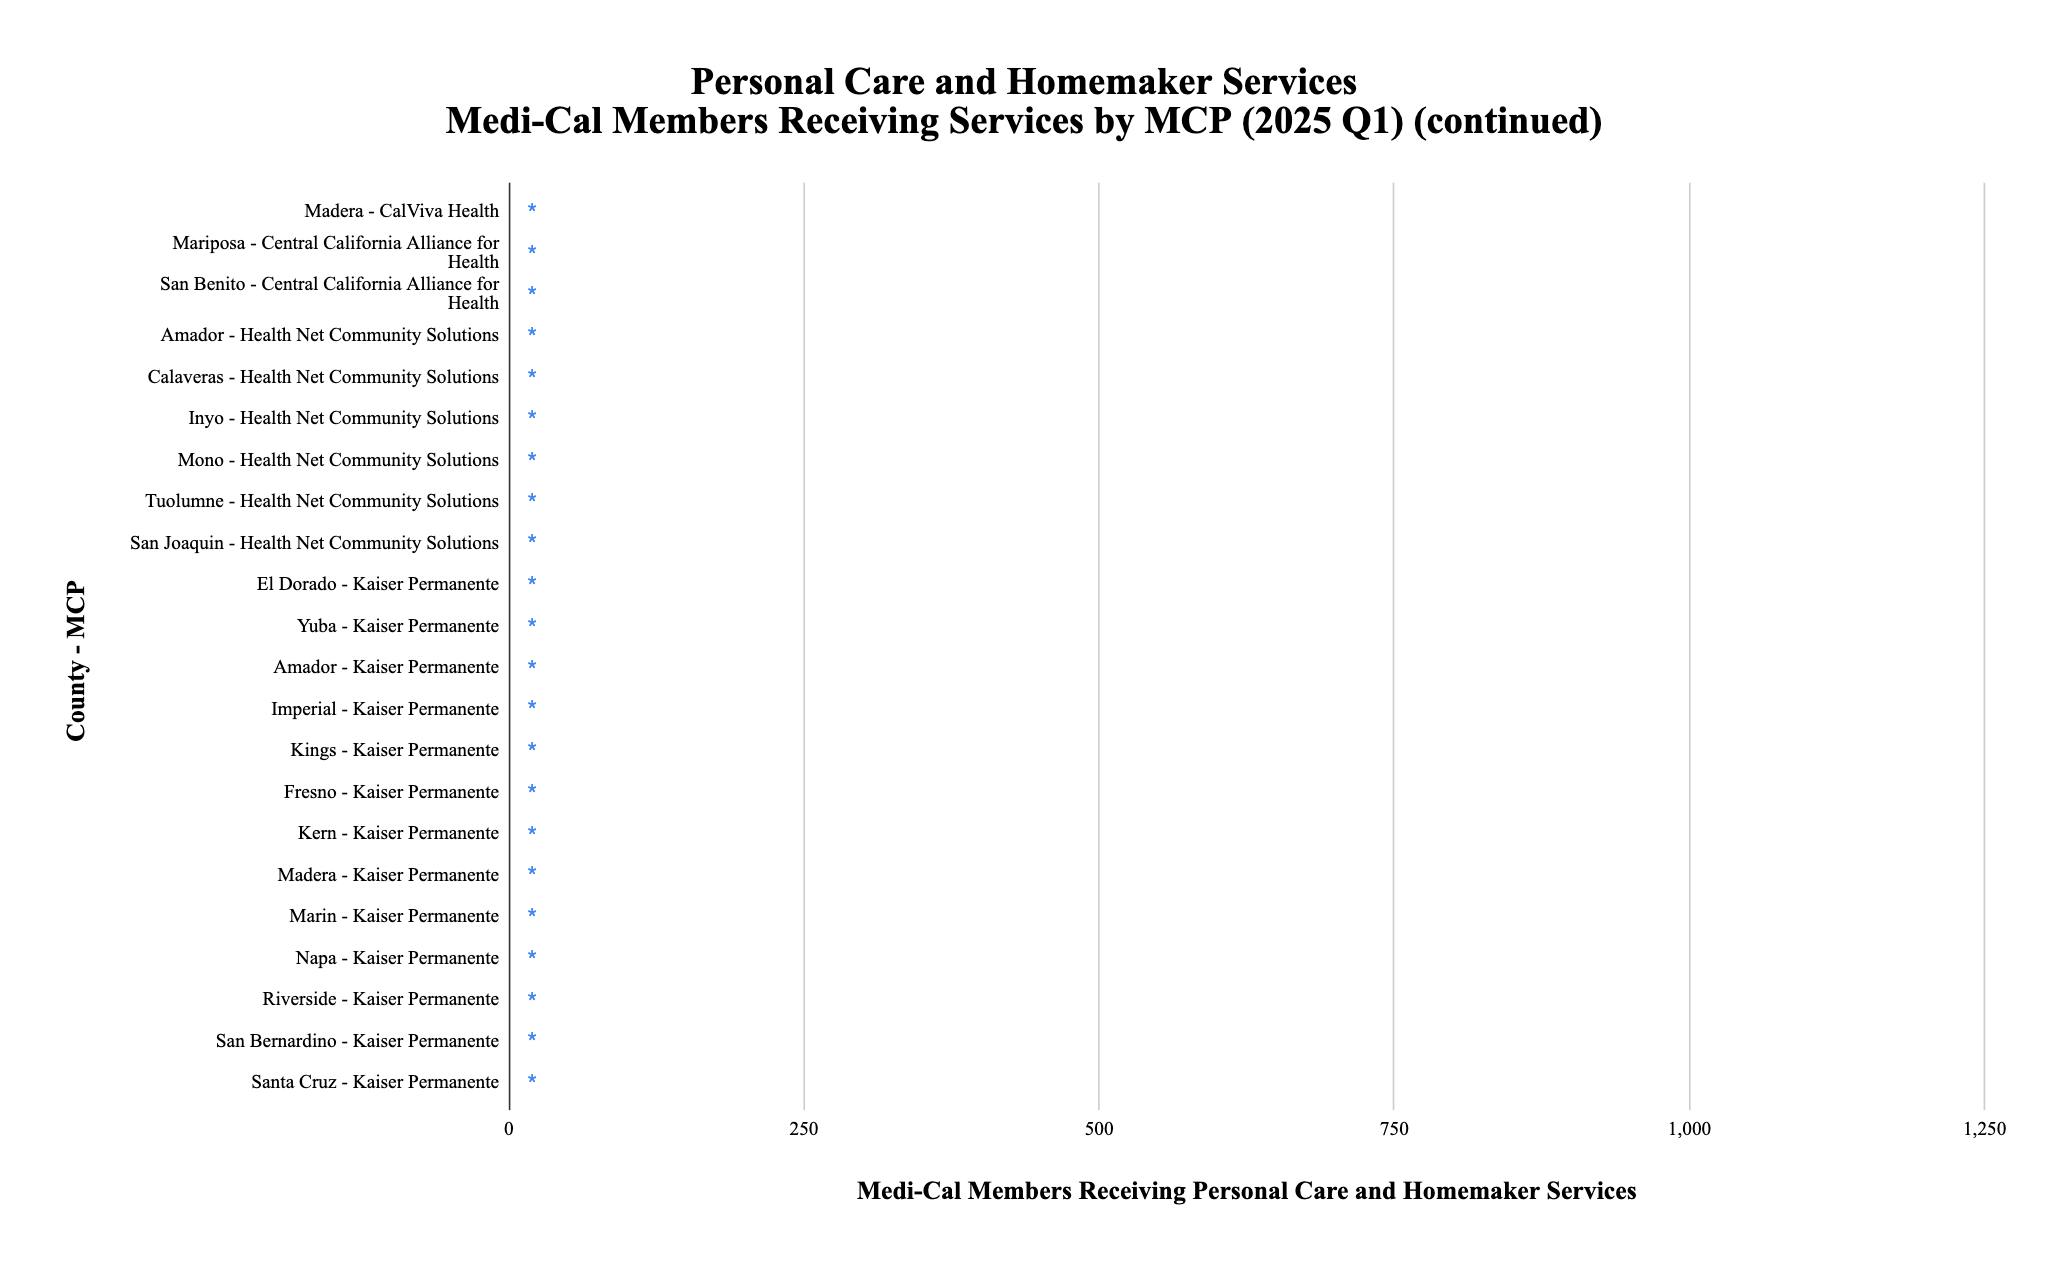 Personal Care and Homemaker Services
Medi-Cal Members Receiving Services by MCP (2025 Q1) (continued)
County - MCP
Madera - CalViva Health
*
Mariposa - Central California Alliance for
Health
*
San Benito - Central California Alliance for
Health
*
Amador - Health Net Community Solutions
*
Calaveras - Health Net Community Solutions
*
Inyo - Health Net Community Solutions
*
Mono - Health Net Community Solutions
*
Tuolumne - Health Net Community Solutions
*
San Joaquin - Health Net Community Solutions
*
El Dorado - Kaiser Permanente
*
Yuba - Kaiser Permanente
*
Amador - Kaiser Permanente
*
Imperial - Kaiser Permanente
*
Kings - Kaiser Permanente
*
Fresno - Kaiser Permanente
*
Kern - Kaiser Permanente
*
Madera - Kaiser Permanente
*
Marin - Kaiser Permanente
*
Napa - Kaiser Permanente
*
Riverside - Kaiser Permanente
*
San Bernardino - Kaiser Permanente
*
Santa Cruz - Kaiser Permanente
*
0 250 500 750 1,000 1,250
Medi-Cal Members Receiving Personal Care and Homemaker Services